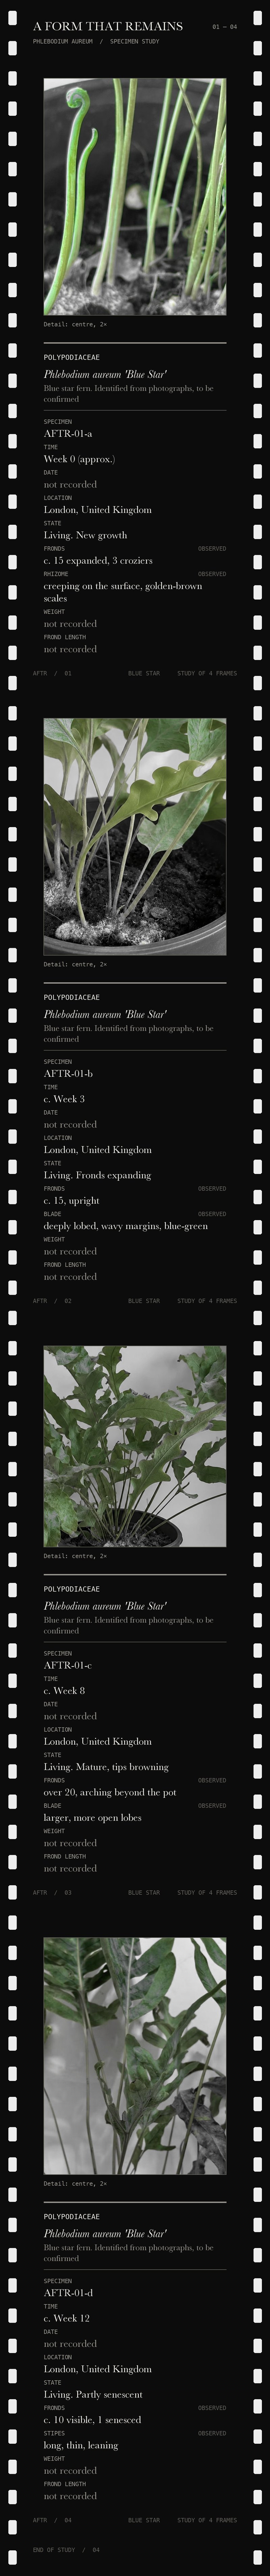 A FORM THAT REMAINS
01 — 04
PHLEBODIUM AUREUM / SPECIMEN STUDY
Detail: centre, 2×
POLYPODIACEAE
Phlebodium aureum 'Blue Star'
Blue star fern. Identified from photographs, to be
confirmed
SPECIMEN
AFTR-01-a
TIME
Week 0 (approx.)
DATE
not recorded
LOCATION
London, United Kingdom
STATE
Living. New growth
FRONDS OBSERVED
c. 15 expanded, 3 croziers
RHIZOME OBSERVED
creeping on the surface, golden-brown
scales
WEIGHT
not recorded
FROND LENGTH
not recorded
AFTR / 01 BLUE STAR STUDY OF 4 FRAMES
Detail: centre, 2×
POLYPODIACEAE
Phlebodium aureum 'Blue Star'
Blue star fern. Identified from photographs, to be
confirmed
SPECIMEN
AFTR-01-b
TIME
c. Week 3
DATE
not recorded
LOCATION
London, United Kingdom
STATE
Living. Fronds expanding
FRONDS OBSERVED
c. 15, upright
BLADE OBSERVED
deeply lobed, wavy margins, blue-green
WEIGHT
not recorded
FROND LENGTH
not recorded
AFTR / 02 BLUE STAR STUDY OF 4 FRAMES
Detail: centre, 2×
POLYPODIACEAE
Phlebodium aureum 'Blue Star'
Blue star fern. Identified from photographs, to be
confirmed
SPECIMEN
AFTR-01-c
TIME
c. Week 8
DATE
not recorded
LOCATION
London, United Kingdom
STATE
Living. Mature, tips browning
FRONDS OBSERVED
over 20, arching beyond the pot
BLADE OBSERVED
larger, more open lobes
WEIGHT
not recorded
FROND LENGTH
not recorded
AFTR / 03 BLUE STAR STUDY OF 4 FRAMES
Detail: centre, 2×
POLYPODIACEAE
Phlebodium aureum 'Blue Star'
Blue star fern. Identified from photographs, to be
confirmed
SPECIMEN
AFTR-01-d
TIME
c. Week 12
DATE
not recorded
LOCATION
London, United Kingdom
STATE
Living. Partly senescent
FRONDS OBSERVED
c. 10 visible, 1 senesced
STIPES OBSERVED
long, thin, leaning
WEIGHT
not recorded
FROND LENGTH
not recorded
AFTR / 04 BLUE STAR STUDY OF 4 FRAMES
END OF STUDY / 04